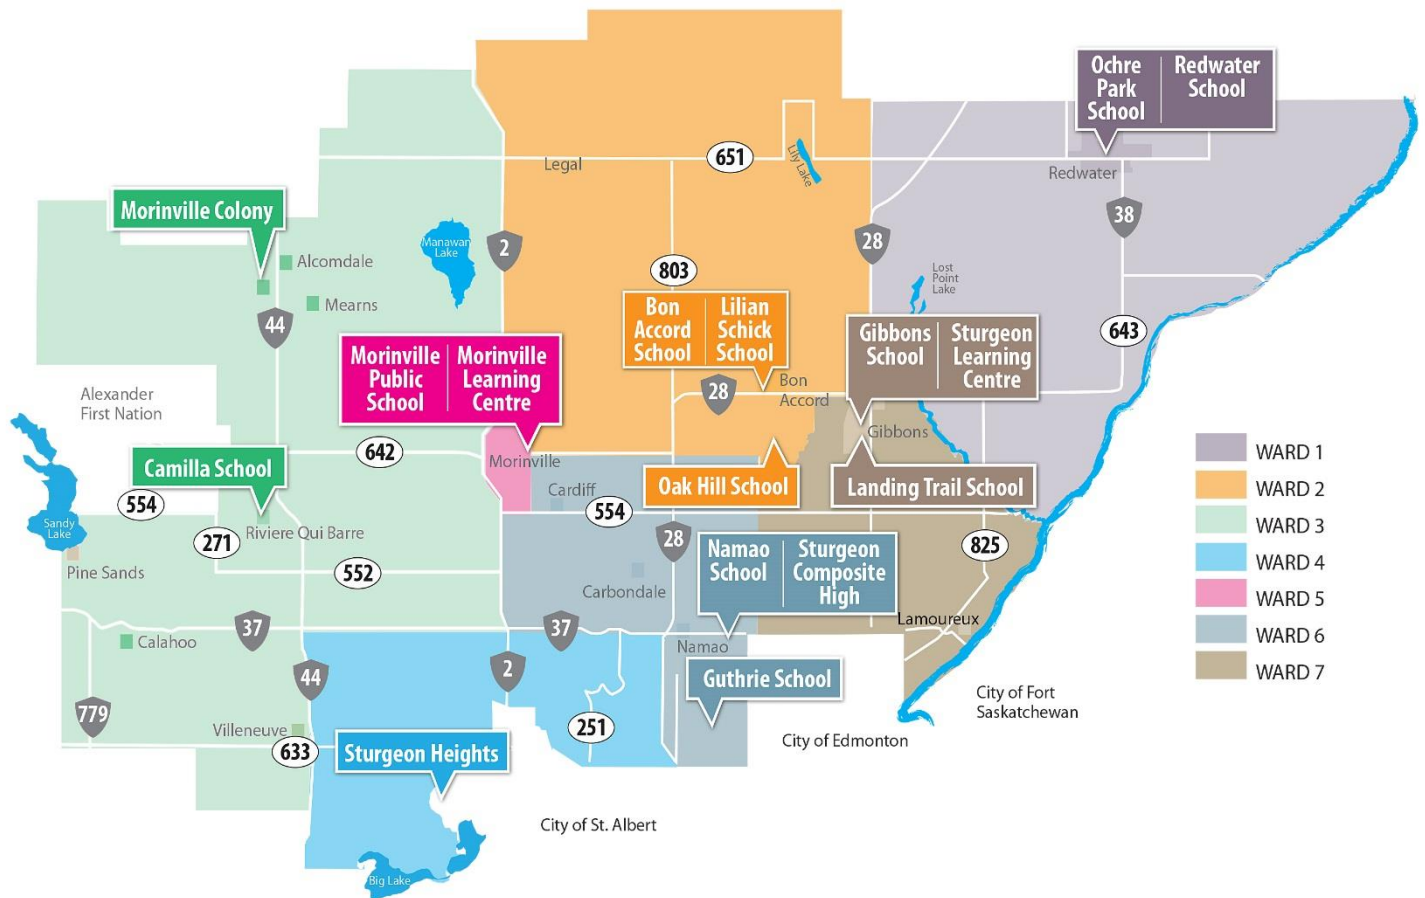 Ochre
Park
School
Redwater
School
651
Legal
Lily Lake
Redwater
38
Morinville Colony
Manawan
Lake
2
28
Alcomdale
803
Lost
Point
Lake
Mearns
44
Bon
Accord
School
Lilian
Schick
School
Gibbons
School
Sturgeon
Learning
Centre
643
Morinville
Public
School
Morinville
Learning
Centre
Alexander
First Nation
28
Bon
Accord
Gibbons
642
Morinville
Camilla School
Oak Hill School
Landing Trail School
Cardiff
554
554
Sandy
Lake
271
Riviere Qui Barre
28
Namao
School
Sturgeon
Composite
High
825
Pine Sands
552
Carbondale
Lamoureux
37
37
Calahoo
Namao
44
2
Guthrie School
779
251
City of Fort
Saskatchewan
Villeneuve
633
Sturgeon Heights
City of Edmonton
City of St. Albert
Big Lake
WARD 1
WARD 2
WARD 3
WARD 4
WARD 5
WARD 6
WARD 7